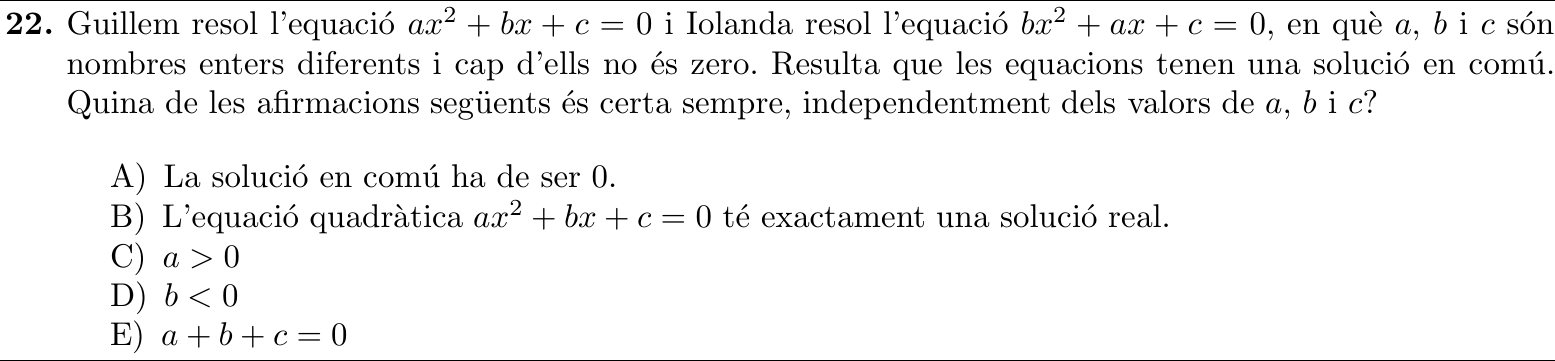 22. Guillem resol l'equació ax² + bx + c = 0 i Iolanda resol l'equació bx² + ax + c = 0, en què a, b i c són
nombres enters diferents i cap d'ells no és zero. Resulta que les equacions tenen una solució en comú.
Quina de les afirmacions següents és certa sempre, independentment dels valors de a, b i c?
A) La solució en comú ha de ser 0.
B) L'equació quadràtica ax² + bx + c = 0 té exactament una solució real.
C) a > 0
D) b < 0
E) a + b + c = 0